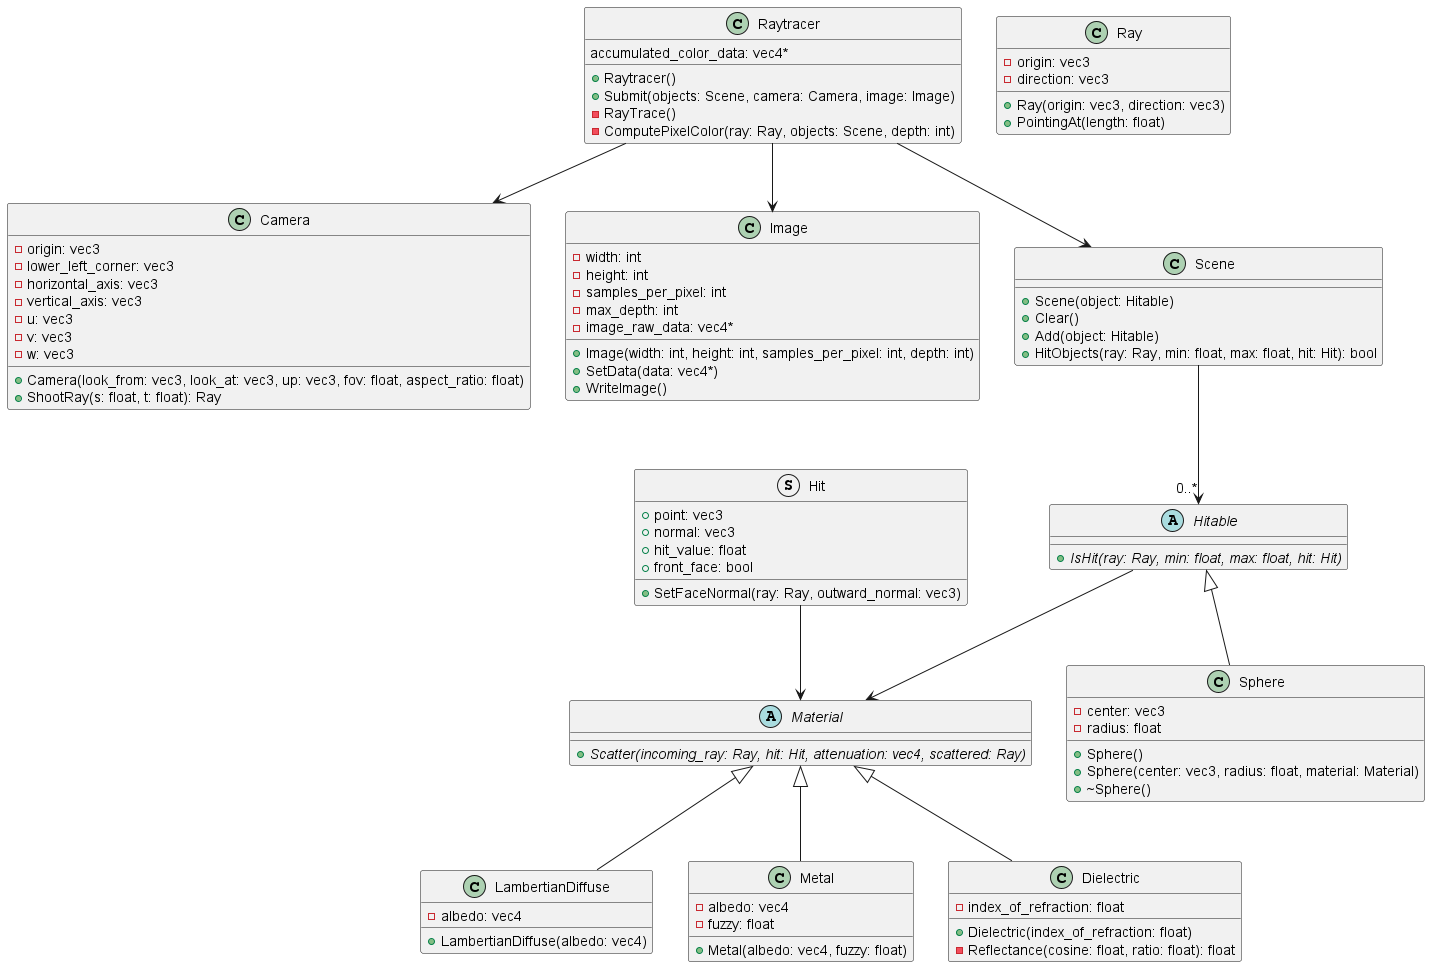 C Raytracer
accumulated_color_data: vec4*
Raytracer()
Submit(objects: Scene, camera: Camera, image: Image)
RayTrace()
ComputePixelColor(ray: Ray, objects: Scene, depth: int)
C Ray
origin: vec3
direction: vec3
Ray(origin: vec3, direction: vec3)
PointingAt(length: float)
C Camera
origin: vec3
lower_left_corner: vec3
horizontal_axis: vec3
vertical_axis: vec3
u: vec3
v: vec3
w: vec3
Camera(look_from: vec3, look_at: vec3, up: vec3, fov: float, aspect_ratio: float)
ShootRay(s: float, t: float): Ray
C Image
width: int
height: int
samples_per_pixel: int
max_depth: int
image_raw_data: vec4*
Image(width: int, height: int, samples_per_pixel: int, depth: int)
SetData(data: vec4*)
WriteImage()
C Scene
Scene(object: Hitable)
Clear()
Add(object: Hitable)
HitObjects(ray: Ray, min: float, max: float, hit: Hit): bool
S Hit
point: vec3
normal: vec3
hit_value: float
front_face: bool
SetFaceNormal(ray: Ray, outward_normal: vec3)
0..*
A Hitable
IsHit(ray: Ray, min: float, max: float, hit: Hit)
A Material
Scatter(incoming_ray: Ray, hit: Hit, attenuation: vec4, scattered: Ray)
C Sphere
center: vec3
radius: float
Sphere()
Sphere(center: vec3, radius: float, material: Material)
~Sphere()
C LambertianDiffuse
albedo: vec4
LambertianDiffuse(albedo: vec4)
C Metal
albedo: vec4
fuzzy: float
Metal(albedo: vec4, fuzzy: float)
C Dielectric
index_of_refraction: float
Dielectric(index_of_refraction: float)
Reflectance(cosine: float, ratio: float): float